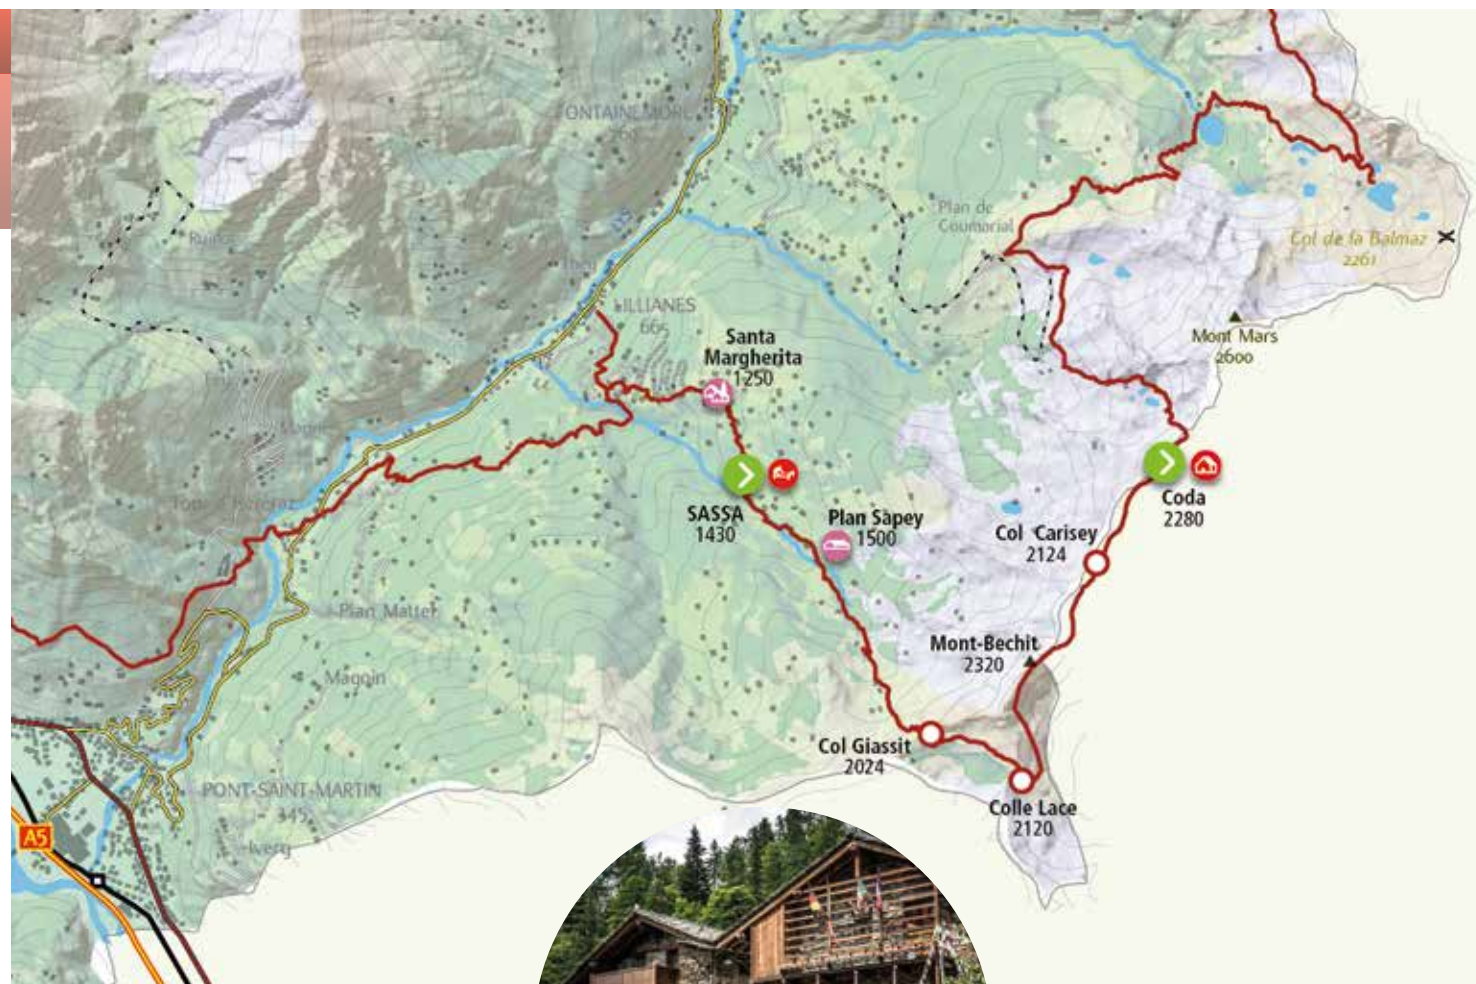 FONTAINEMORE
760
Plan de
Coumarial
Col de la Balmaz
2261
LILLIANES
665
Mont Mars
2600
Santa
Margherita
1250
SASSA
1430
Plan Sapey
1500
Coda
2280
Col Carisey
2124
Plan Matter
Mont-Bechit
2320
Col Giassit
2024
Colle Lace
2120
PONT-SAINT-MARTIN
345
Ivery
A5